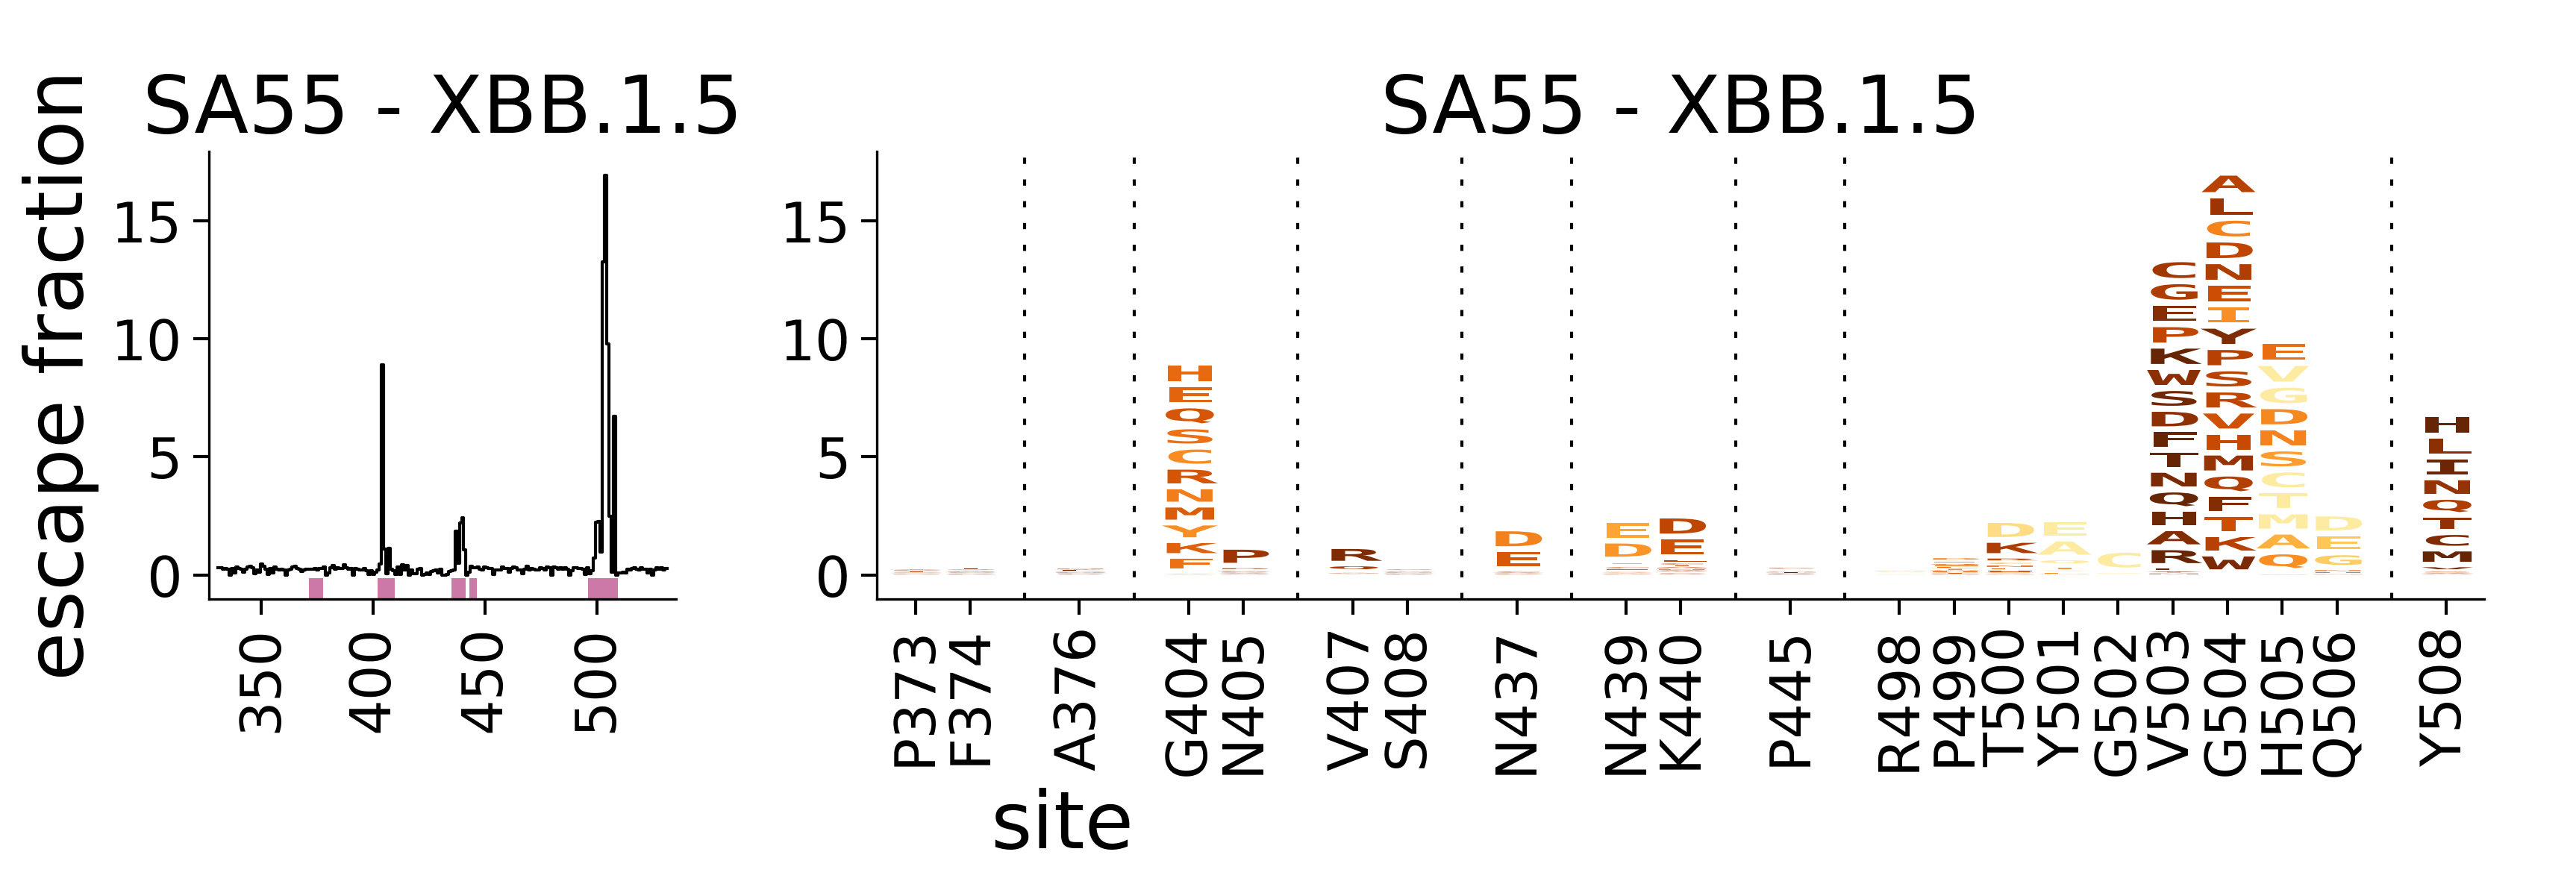 SA55 - XBB.1.5
SA55 - XBB.1.5
escape fraction
15
10
5
0
350
400
450
500
15
10
5
0
H
E
Q
S
C
R
N
M
Y
K
F
P
R
D
E
E
D
D
E
D
K
E
A
C
C
G
E
P
K
W
S
D
F
T
N
Q
H
A
R
A
L
C
D
N
E
I
Y
P
S
R
V
H
M
Q
F
T
K
W
E
V
G
D
N
S
C
T
M
A
Q
D
E
G
H
L
I
N
Q
T
C
M
P373
F374
A376
G404
N405
V407
S408
N437
N439
K440
P445
R498
P499
T500
Y501
G502
V503
G504
H505
Q506
Y508
site